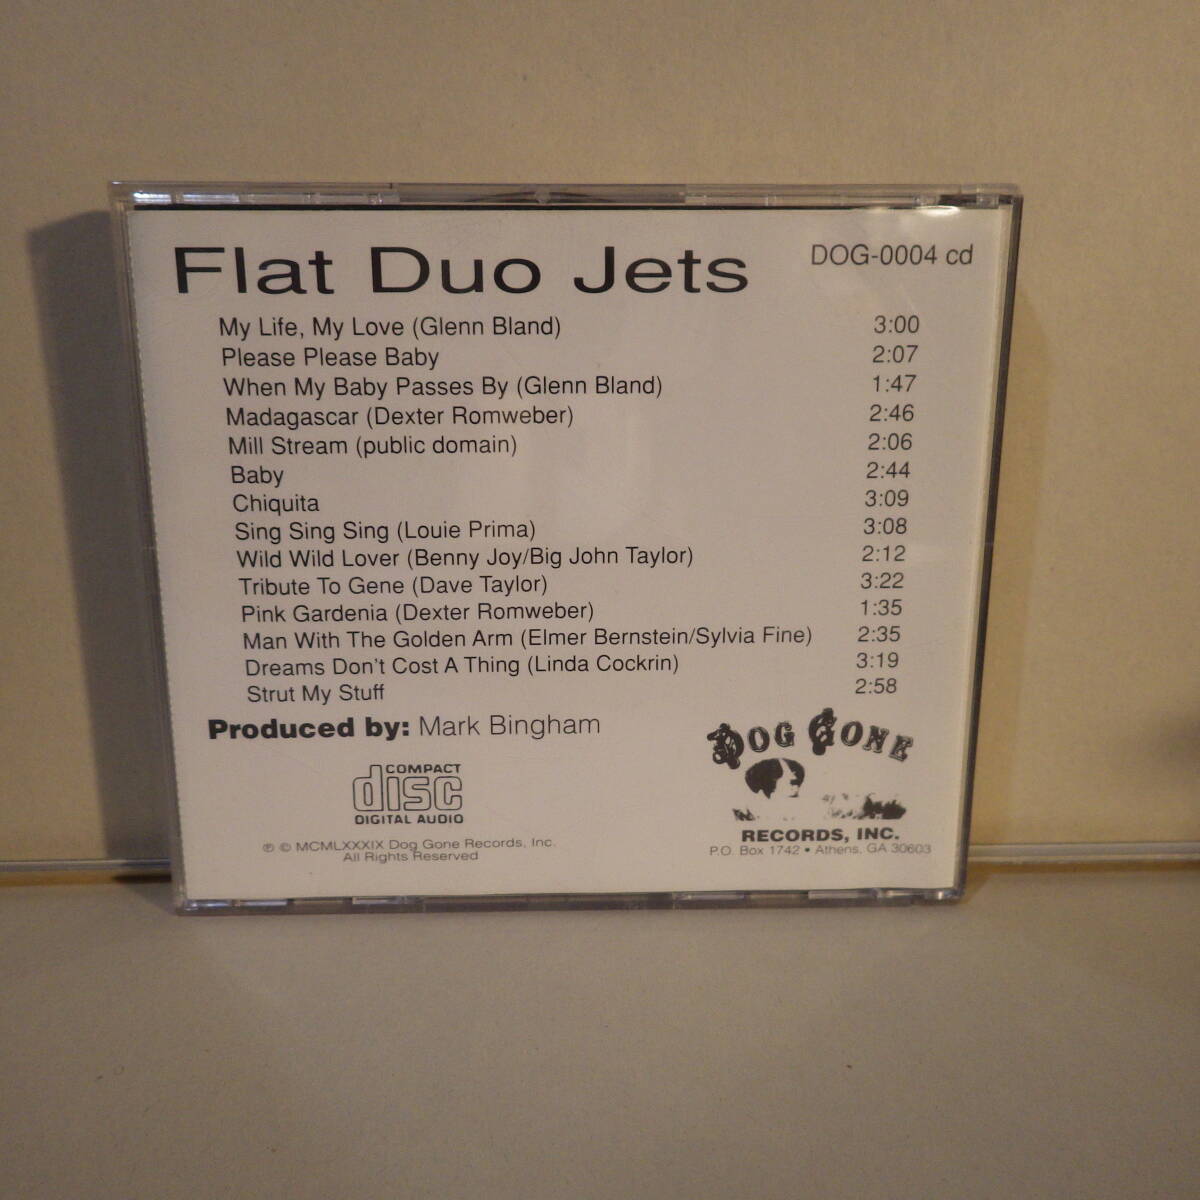 Flat Duo Jets DOG-0004 cd
My Life, My Love (Glenn Bland) 3:00
Please Please Baby 2:07
When My Baby Passes By (Glenn Bland) 1:47
Madagascar (Dexter Romweber) 2:46
Mill Stream (public domain) 2:06
Baby 2:44
Chiquita 3:09
Sing Sing Sing (Louie Prima) 3:08
Wild Wild Lover (Benny Joy/Big John Taylor) 2:12
Tribute To Gene (Dave Taylor) 3:22
Pink Gardenia (Dexter Romweber) 1:35
Man With The Golden Arm (Elmer Bernstein/Sylvia Fine) 2:35
Dreams Don't Cost A Thing (Linda Cockrin) 3:19
Strut My Stuff 2:58
Produced by: Mark Bingham
COMPACT
disc
DIGITAL AUDIO
℗ © MCMLXXXIX Dog Gone Records, Inc.
All Rights Reserved
DOG GONE
RECORDS, INC.
P.O. Box 1742 • Athens, GA 30603